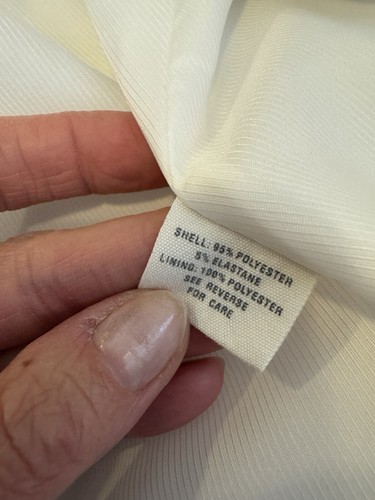 SHELL: 95% POLYESTER
5% ELASTANE
LINING: 100% POLYESTER
SEE REVERSE
FOR CARE